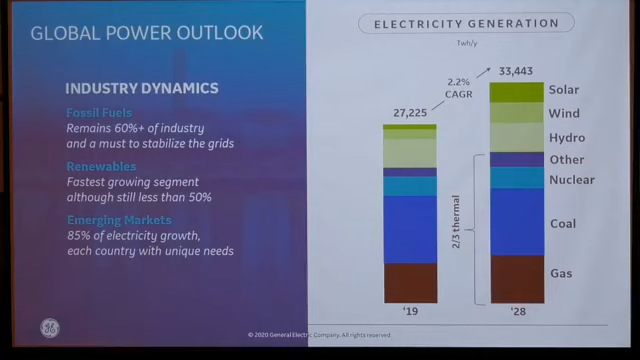 GLOBAL POWER OUTLOOK
INDUSTRY DYNAMICS
Fossil Fuels
Remains 60%+ of industry
and a must to stabilize the grids
Renewables
Fastest growing segment
although still less than 50%
Emerging Markets
85% of electricity growth,
each country with unique needs
ELECTRICITY GENERATION
Twh/y
2.2%
CAGR
27,225
33,443
Solar
Wind
Hydro
Other
Nuclear
Coal
Gas
2/3 thermal
'19
'28
© 2020 General Electric Company. All rights reserved